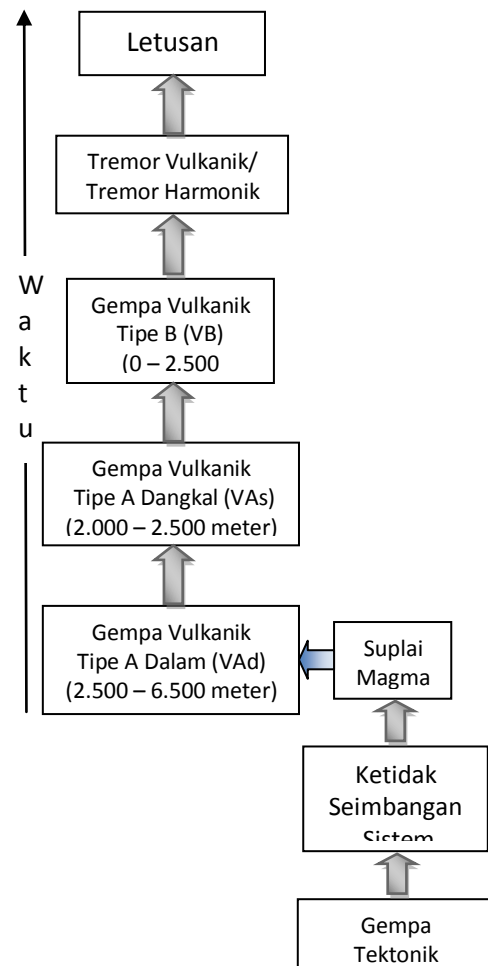 Letusan
Tremor Vulkanik/
Tremor Harmonik
Waktu
Gempa Vulkanik
Tipe B (VB)
(0 – 2.500
Gempa Vulkanik
Tipe A Dangkal (VAs)
(2.000 – 2.500 meter)
Gempa Vulkanik
Tipe A Dalam (VAd)
(2.500 – 6.500 meter)
Suplai
Magma
Ketidak
Seimbangan
Sistem
Gempa
Tektonik